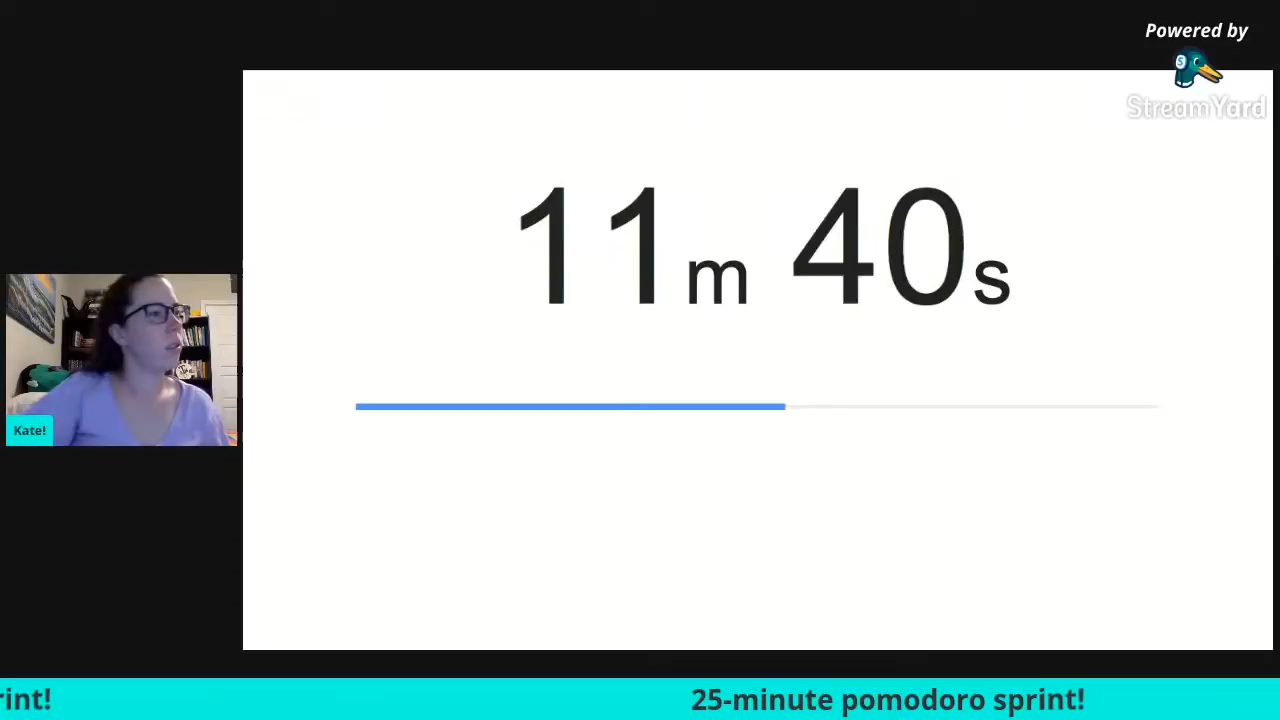 Powered by
StreamYard
11m 40s
Kate!
rint!
25-minute pomodoro sprint!